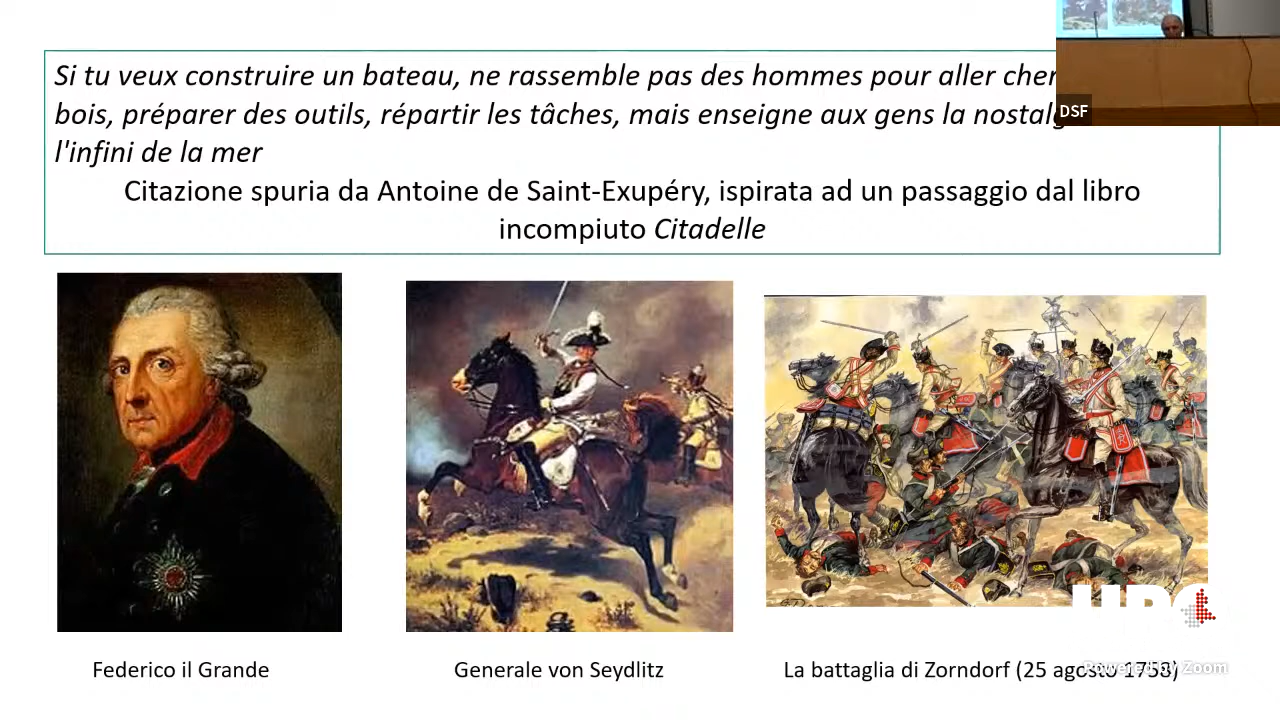 Si tu veux construire un bateau, ne rassemble pas des hommes pour aller
bois, préparer des outils, répartir les tâches, mais enseigne aux gens la
l'infini de la mer
Citazione spuria da Antoine de Saint-Exupéry, ispirata ad un passaggio dal libro
incompiuto Citadelle
DSF
Federico il Grande
Generale von Seydlitz
La battaglia di Zorndorf (25 agosto 1758)
Powered by Zoom